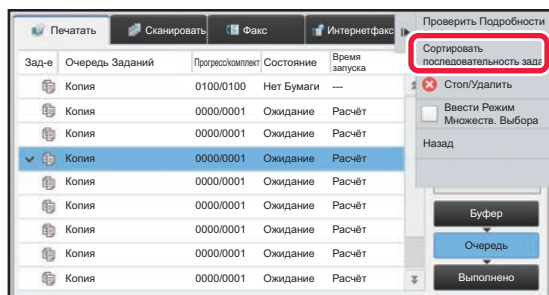 Печатать Сканировать Факс Интернетфакс
Зад-е Очередь Заданий Прогресс/комплект Состояние Время запуска
Копия 0100/0100 Нет Бумаги ---
Копия 0000/0001 Ожидание Расчёт
Копия 0000/0001 Ожидание Расчёт
Копия 0000/0001 Ожидание Расчёт
Копия 0000/0001 Ожидание Расчёт
Копия 0000/0001 Ожидание Расчёт
Копия 0000/0001 Ожидание Расчёт
Копия 0000/0001 Ожидание Расчёт
Копия 0000/0001 Ожидание Расчёт
Проверить Подробности
Сортировать
последовательность зада
Стоп/Удалить
Ввести Режим
Множеств. Выбора
Назад
Буфер
Очередь
Выполнено